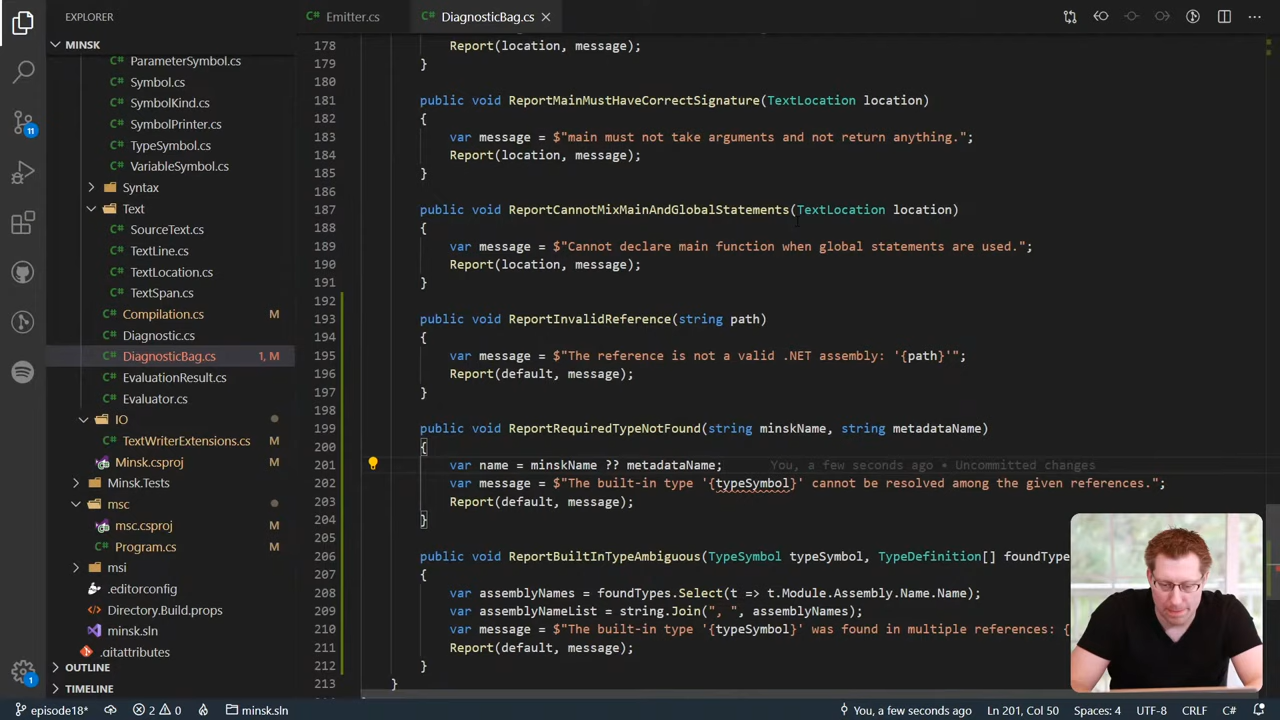 EXPLORER
MINSK
ParameterSymbol.cs
Symbol.cs
SymbolKind.cs
SymbolPrinter.cs
TypeSymbol.cs
VariableSymbol.cs
Syntax
Text
SourceText.cs
TextLine.cs
TextLocation.cs
TextSpan.cs
Compilation.cs M
Diagnostic.cs
DiagnosticBag.cs 1, M
EvaluationResult.cs
Evaluator.cs
IO
TextWriterExtensions.cs M
Minsk.csproj M
Minsk.Tests
msc
msc.csproj M
Program.cs M
msi
.editorconfig
Directory.Build.props
minsk.sln
.gitattributes
OUTLINE
TIMELINE
11
1
Emitter.cs DiagnosticBag.cs
178 Report(location, message);
179 }
180
181 public void ReportMainMustHaveCorrectSignature(TextLocation location)
182 {
183 var message = $"main must not take arguments and not return anything.";
184 Report(location, message);
185 }
186
187 public void ReportCannotMixMainAndGlobalStatements(TextLocation location)
188 {
189 var message = $"Cannot declare main function when global statements are used.";
190 Report(location, message);
191 }
192
193 public void ReportInvalidReference(string path)
194 {
195 var message = $"The reference is not a valid .NET assembly: '{path}'";
196 Report(default, message);
197 }
198
199 public void ReportRequiredTypeNotFound(string minskName, string metadataName)
200 {
201 var name = minskName ?? metadataName; You, a few seconds ago • Uncommitted changes
202 var message = $"The built-in type '{typeSymbol}' cannot be resolved among the given references.";
203 Report(default, message);
204 }
205
206 public void ReportBuiltInTypeAmbiguous(TypeSymbol typeSymbol, TypeDefinition[] foundType
207 {
208 var assemblyNames = foundTypes.Select(t => t.Module.Assembly.Name.Name);
209 var assemblyNameList = string.Join(", ", assemblyNames);
210 var message = $"The built-in type '{typeSymbol}' was found in multiple references: {
211 Report(default, message);
212 }
213 }
episode18* 2 0 minsk.sln You, a few seconds ago Ln 201, Col 50 Spaces: 4 UTF-8 CRLF C#